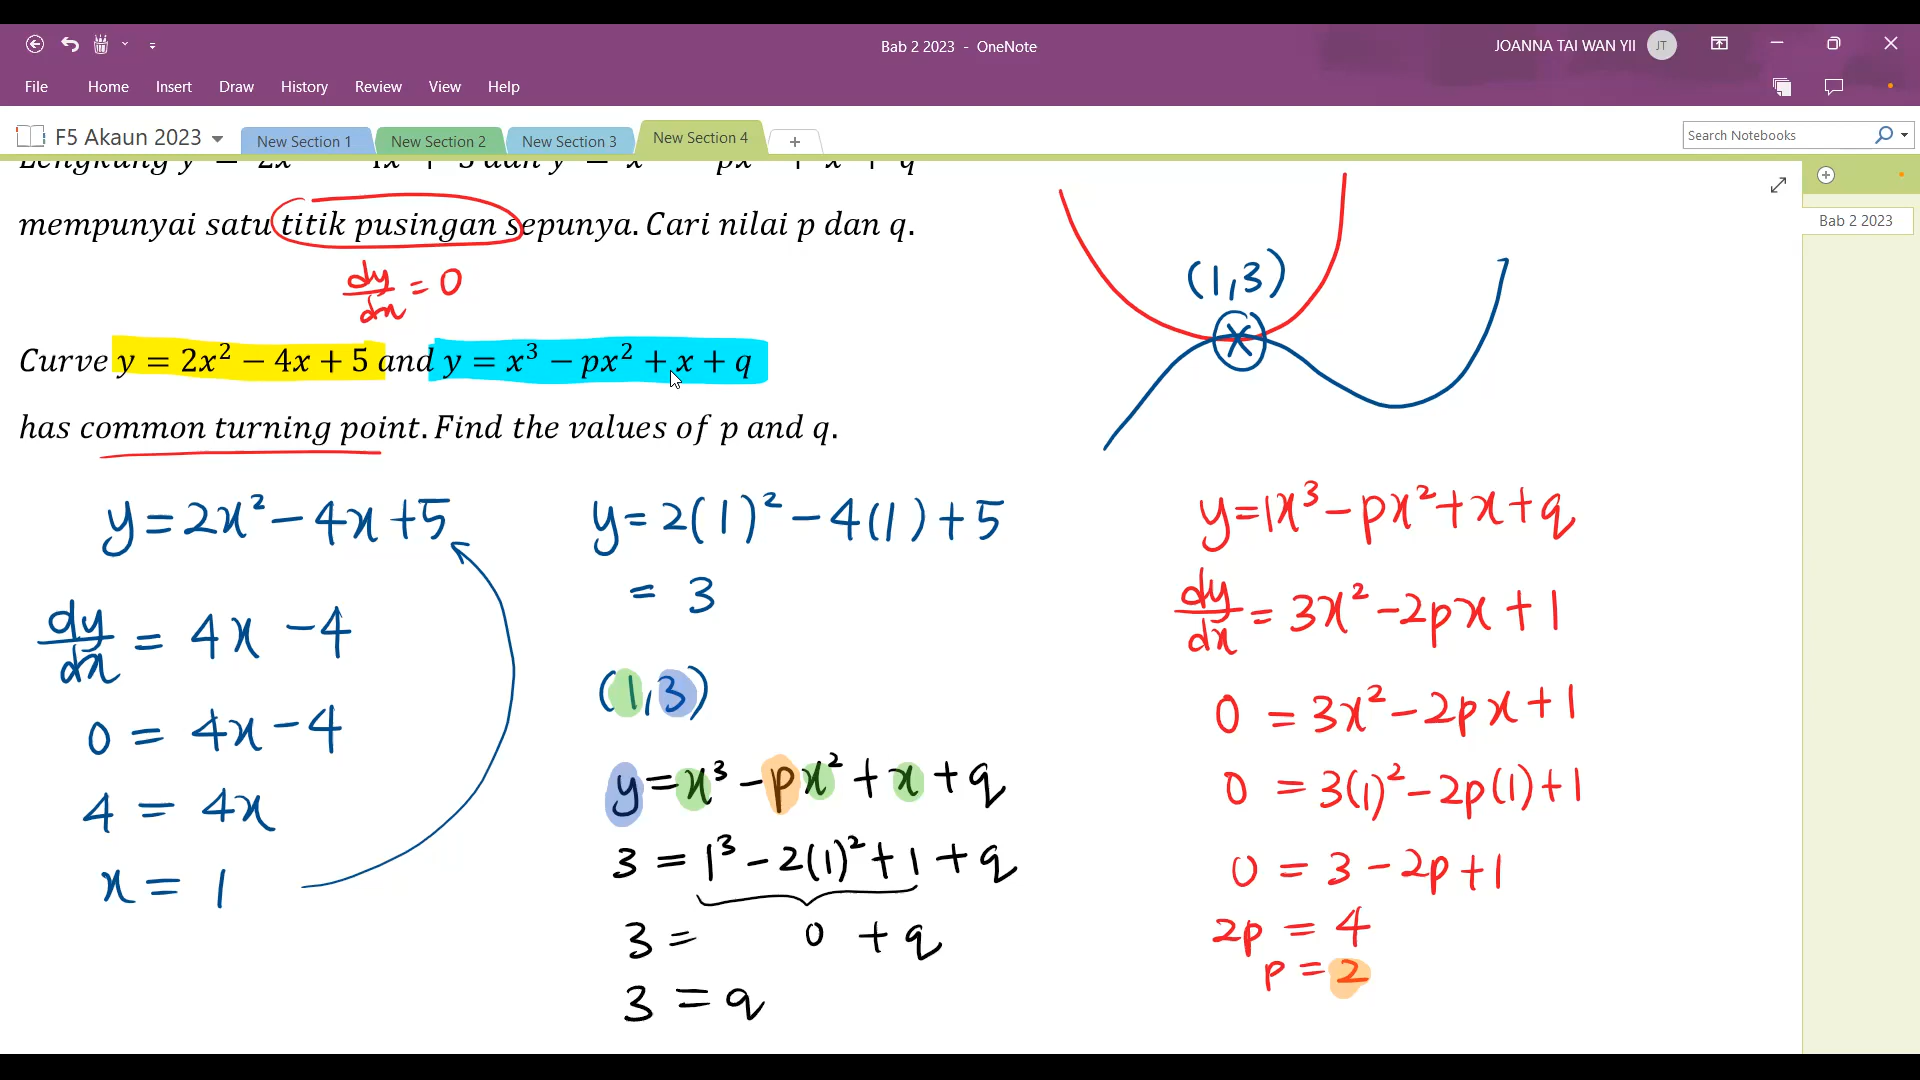 Bab 2 2023 - OneNote
JOANNA TAI WAN YII
JT
File Home Insert Draw History Review View Help
F5 Akaun 2023
New Section 1
New Section 2
New Section 3
New Section 4
+
Search Notebooks
Bab 2 2023
mempunyai satu titik pusingan sepunya. Cari nilai p dan q.
dy/dx = 0
Curve y = 2x² − 4x + 5 and y = x³ − px² + x + q
has common turning point. Find the values of p and q.
(1,3)
x
y = 2x² − 4x + 5
dy/dx = 4x − 4
0 = 4x − 4
4 = 4x
x = 1
y = 2(1)² − 4(1) + 5
= 3
(1,3)
y = x³ − px² + x + q
3 = 1³ − 2(1)² + 1 + q
3 = 0 + q
3 = q
y = 1x³ − px² + x + q
dy/dx = 3x² − 2px + 1
0 = 3x² − 2px + 1
0 = 3(1)² − 2p(1) + 1
0 = 3 − 2p + 1
2p = 4
p = 2